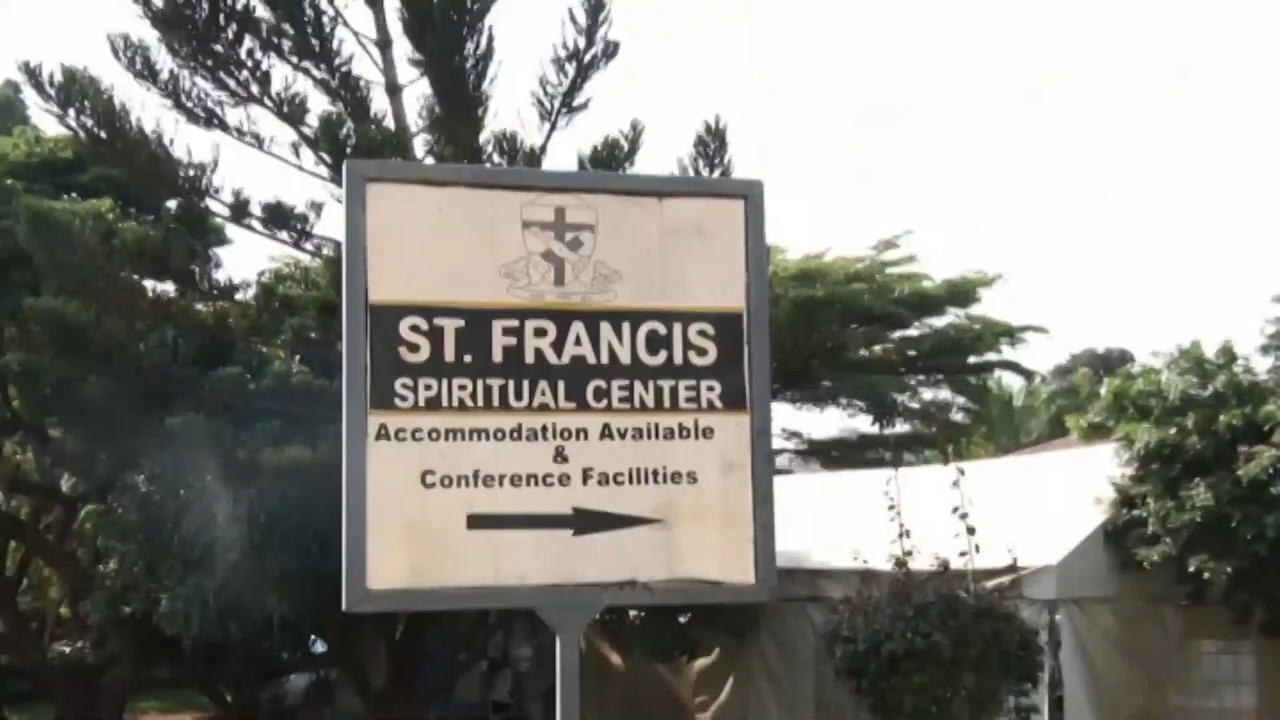 ST. FRANCIS
SPIRITUAL CENTER
Accommodation Available
&
Conference Facilities